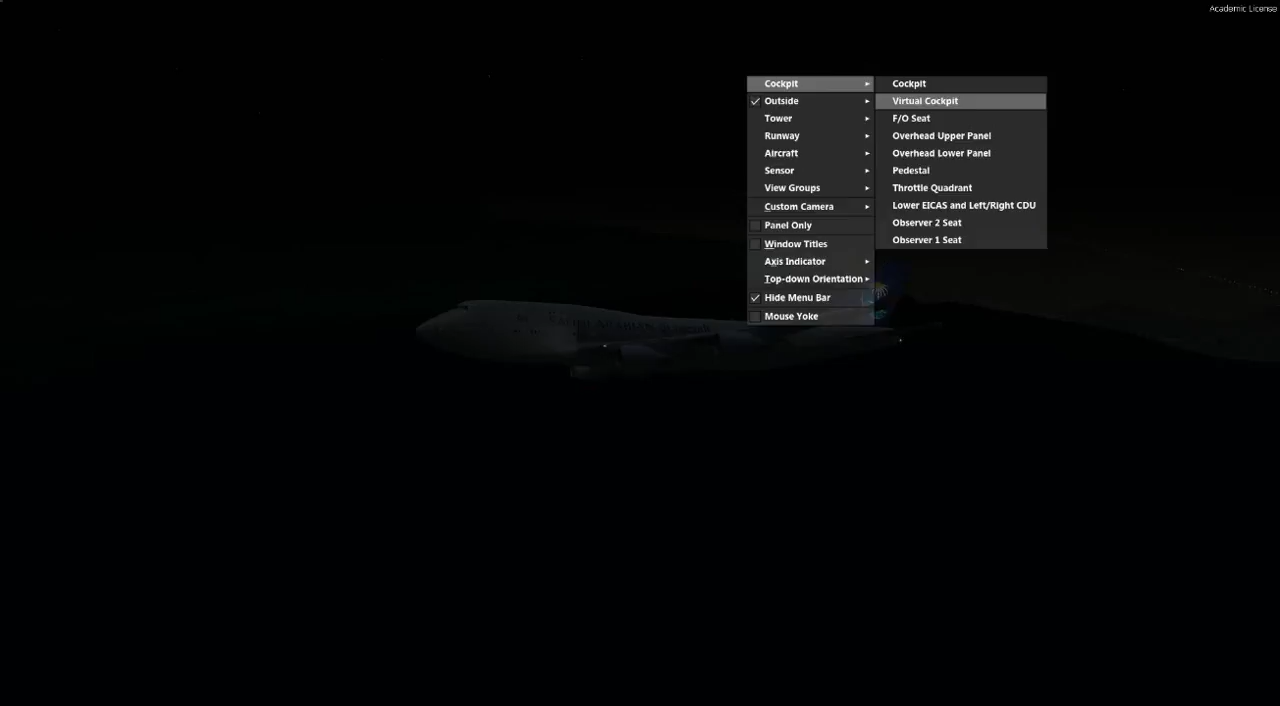 Academic License
Cockpit
Outside
Tower
Runway
Aircraft
Sensor
View Groups
Custom Camera
Panel Only
Window Titles
Axis Indicator
Top-down Orientation
Hide Menu Bar
Mouse Yoke
Cockpit
Virtual Cockpit
F/O Seat
Overhead Upper Panel
Overhead Lower Panel
Pedestal
Throttle Quadrant
Lower EICAS and Left/Right CDU
Observer 2 Seat
Observer 1 Seat